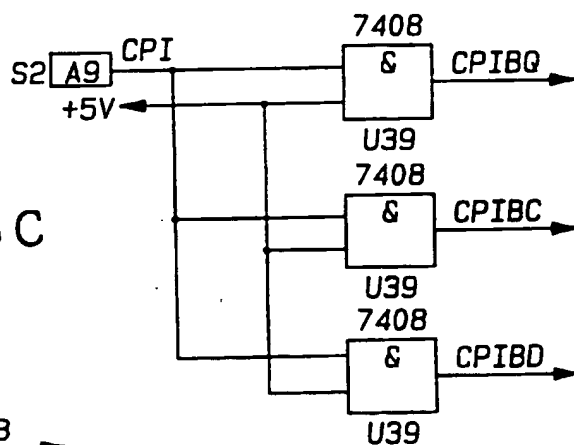 7408
S2 A9 CPI & CPIBQ
+5V
U39
7408
& CPIBC
C
U39
7408
& CPIBD
U39